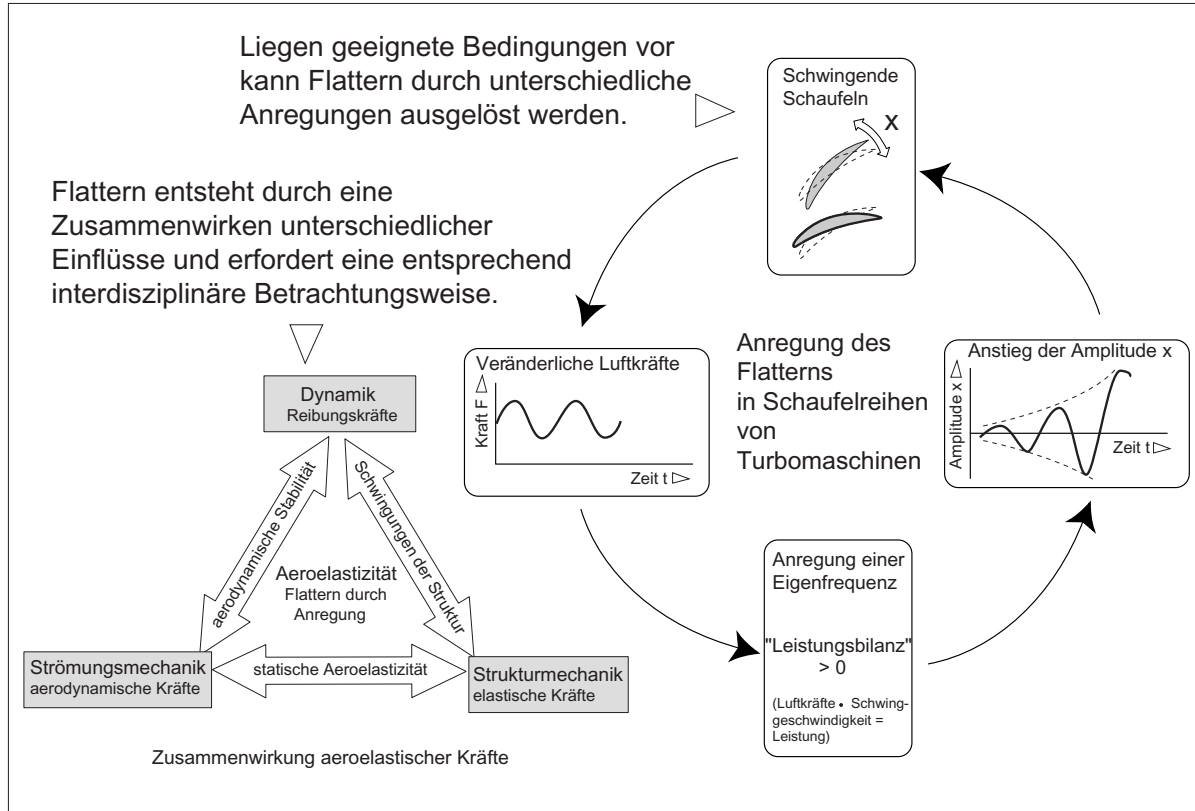 Liegen geeignete Bedingungen vor
kann Flattern durch unterschiedliche
Anregungen ausgelöst werden.
Schwingende
Schaufeln
X
Flattern entsteht durch eine
Zusammenwirken unterschiedlicher
Einflüsse und erfordert eine entsprechend
interdisziplinäre Betrachtungsweise.
Veränderliche Luftkräfte
Kraft F
Zeit t
Anregung des
Flatterns
in Schaufelreihen
von
Turbomaschinen
Anstieg der Amplitude x
Amplitude x
Zeit t
Dynamik
Reibungskräfte
aerodynamische Stabilität
Schwingungen der Struktur
Aeroelastizität
Flattern durch
Anregung
Strömungsmechanik
aerodynamische Kräfte
statische Aeroelastizität
Strukturmechanik
elastische Kräfte
Zusammenwirkung aeroelastischer Kräfte
Anregung einer
Eigenfrequenz
"Leistungsbilanz"
> 0
(Luftkräfte • Schwing-
geschwindigkeit =
Leistung)